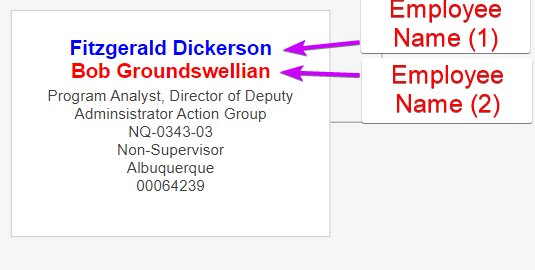 Fitzgerald Dickerson
Bob Groundswellian
Program Analyst, Director of Deputy
Adminsistrator Action Group
NQ-0343-03
Non-Supervisor
Albuquerque
00064239
Employee
Name (1)
Employee
Name (2)